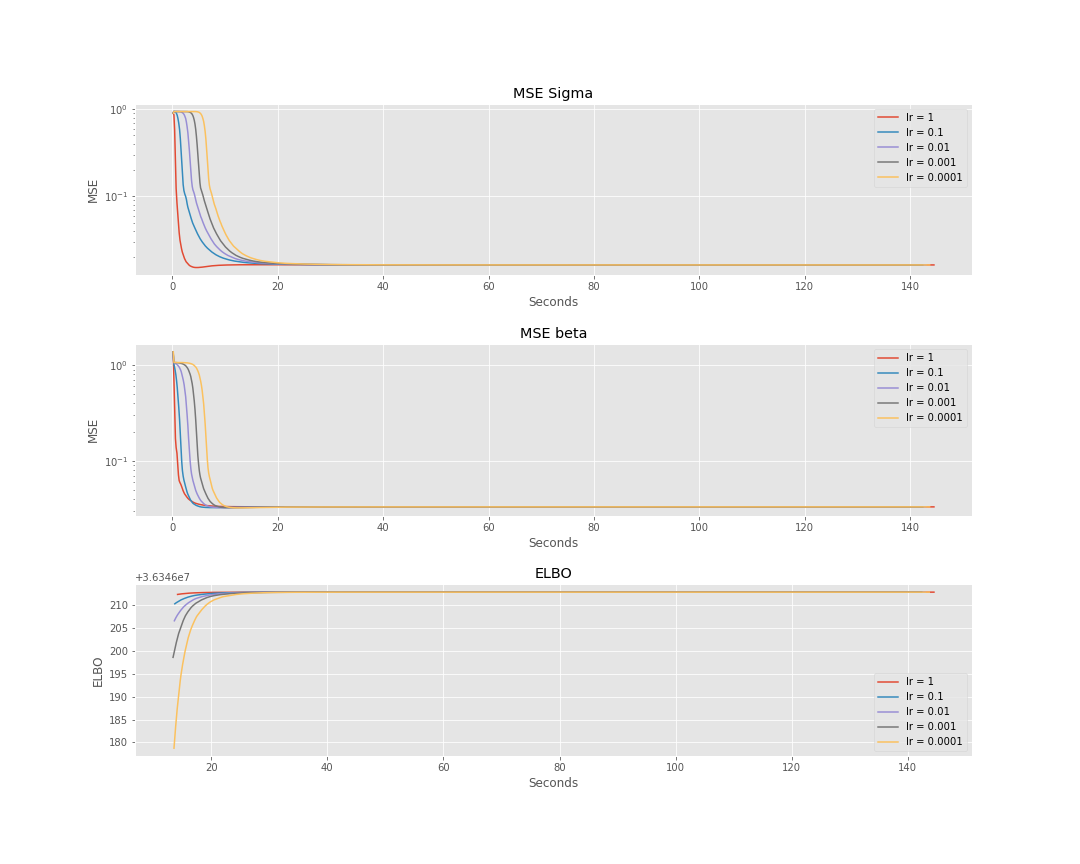 MSE Sigma
10⁰
10⁻¹
MSE
lr = 1
lr = 0.1
lr = 0.01
lr = 0.001
lr = 0.0001
0 20 40 60 80 100 120 140
Seconds
MSE beta
10⁰
10⁻¹
MSE
lr = 1
lr = 0.1
lr = 0.01
lr = 0.001
lr = 0.0001
0 20 40 60 80 100 120 140
Seconds
ELBO
+3.6346e7
210
205
200
195
190
185
180
ELBO
lr = 1
lr = 0.1
lr = 0.01
lr = 0.001
lr = 0.0001
20 40 60 80 100 120 140
Seconds